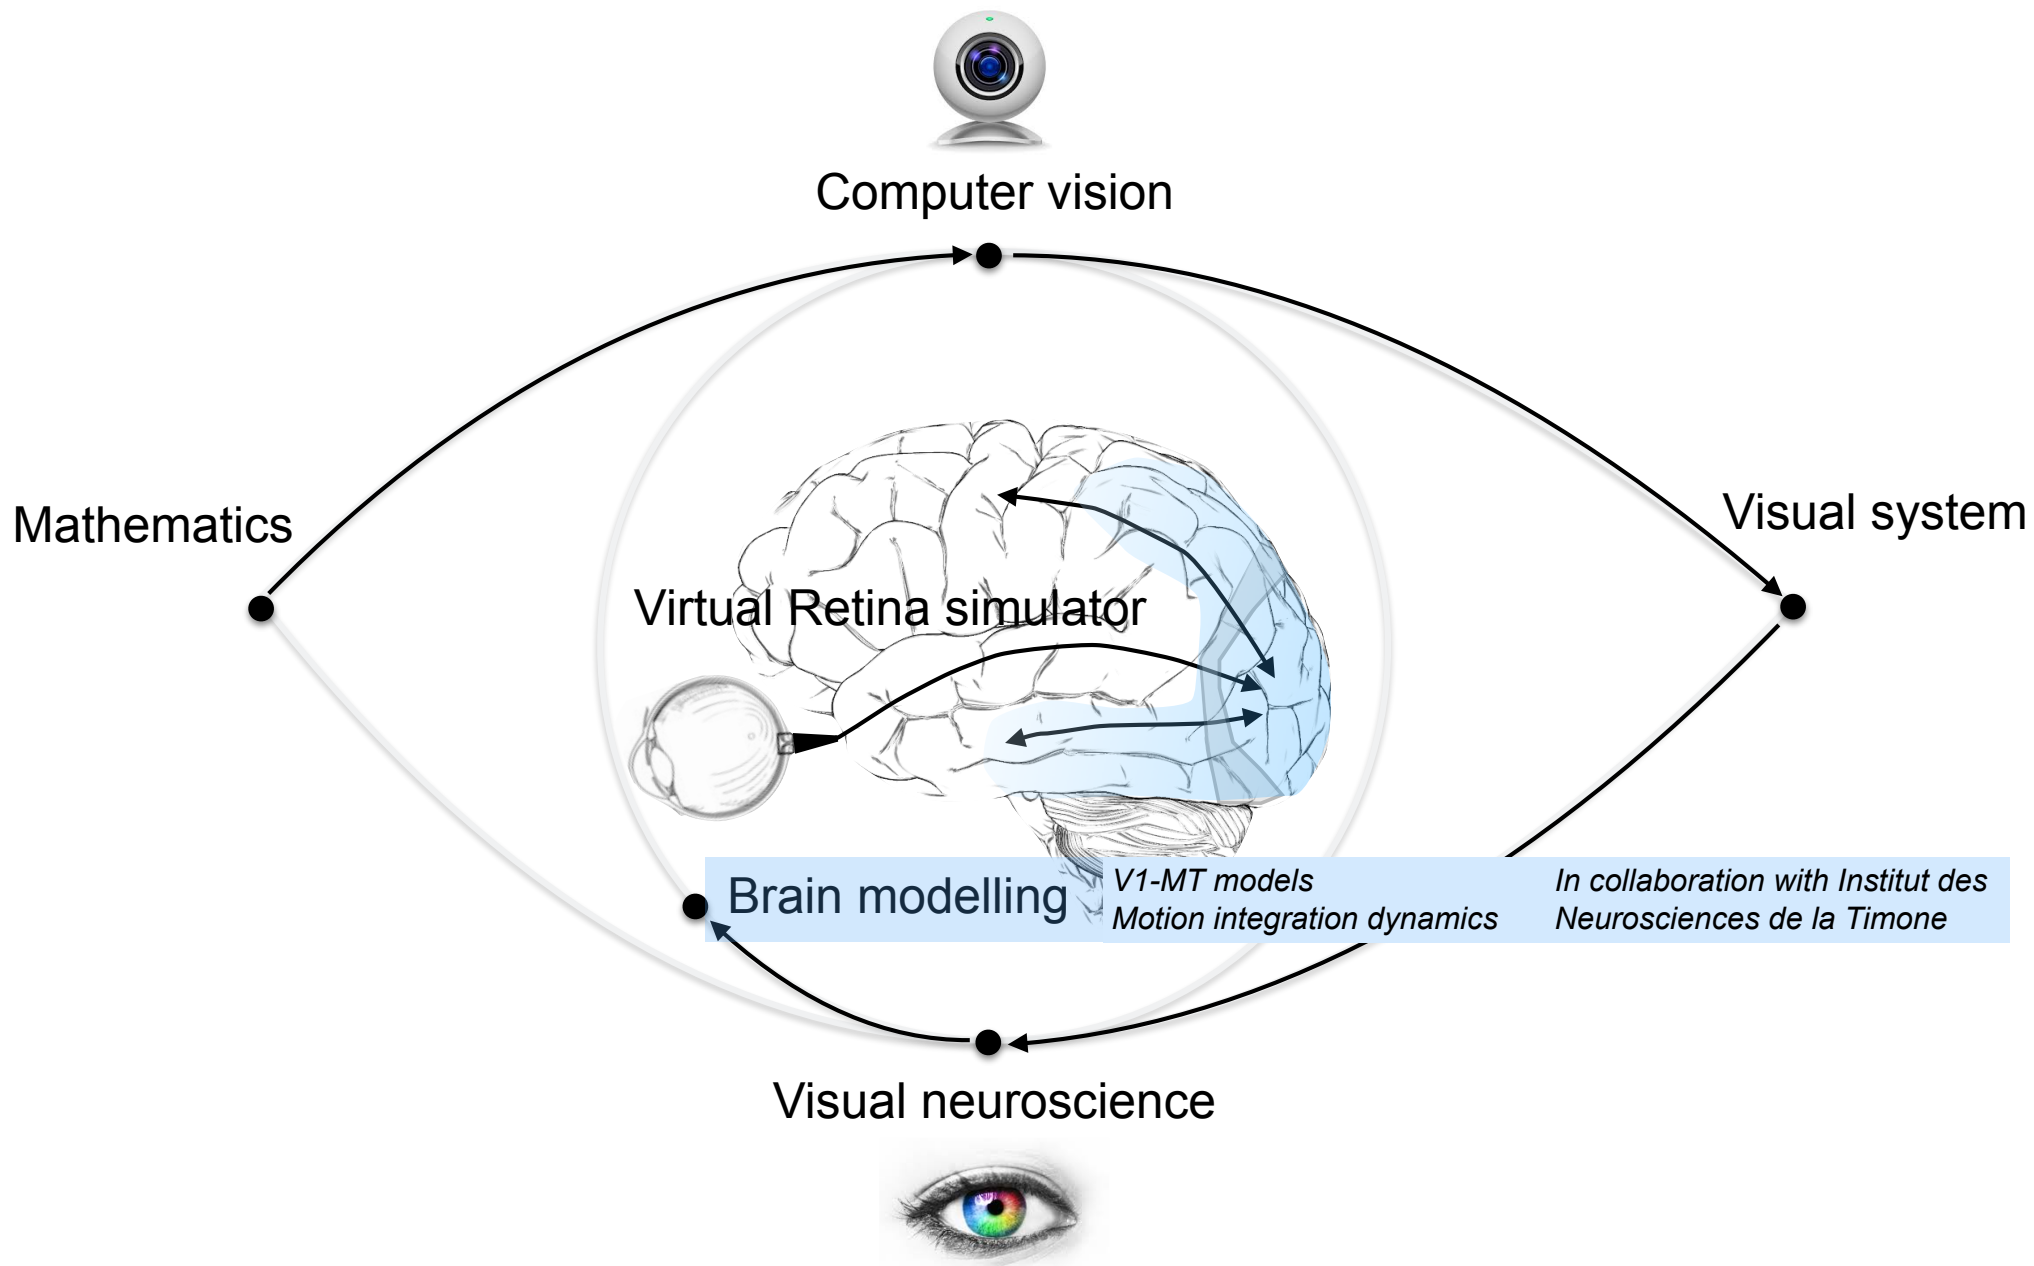 Computer vision
Mathematics
Visual system
Virtual Retina simulator
Brain modelling
V1-MT models
Motion integration dynamics
In collaboration with Institut des
Neurosciences de la Timone
Visual neuroscience